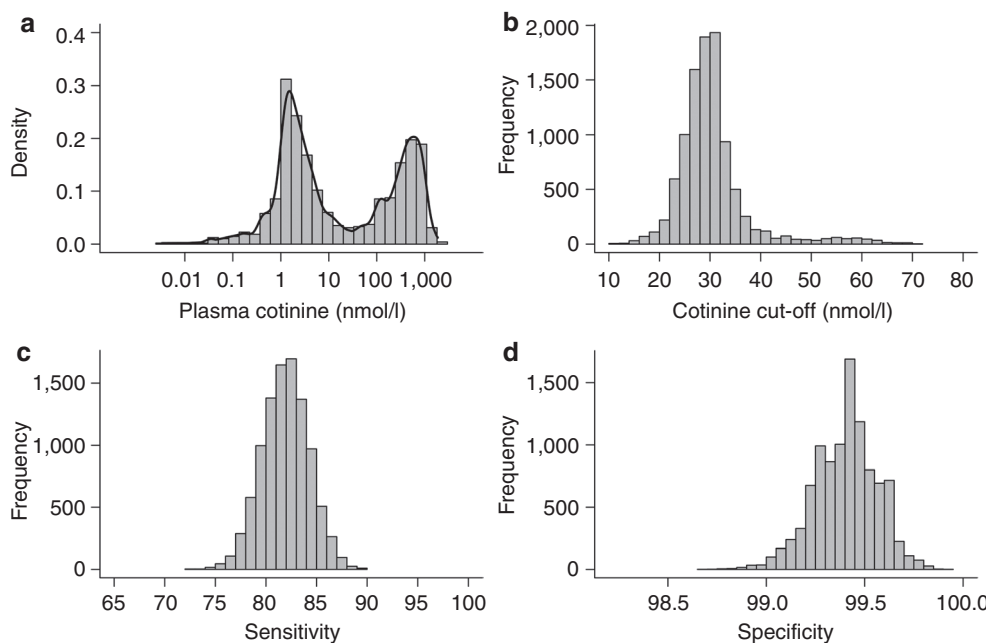 a
0.4
0.3
0.2
0.1
0.0
Density
0.01 0.1 1 10 100 1,000
Plasma cotinine (nmol/l)
b
2,000
1,500
1,000
500
0
Frequency
10 20 30 40 50 60 70 80
Cotinine cut-off (nmol/l)
c
1,500
1,000
500
0
Frequency
65 70 75 80 85 90 95 100
Sensitivity
d
1,500
1,000
500
0
Frequency
98.5 99.0 99.5 100.0
Specificity